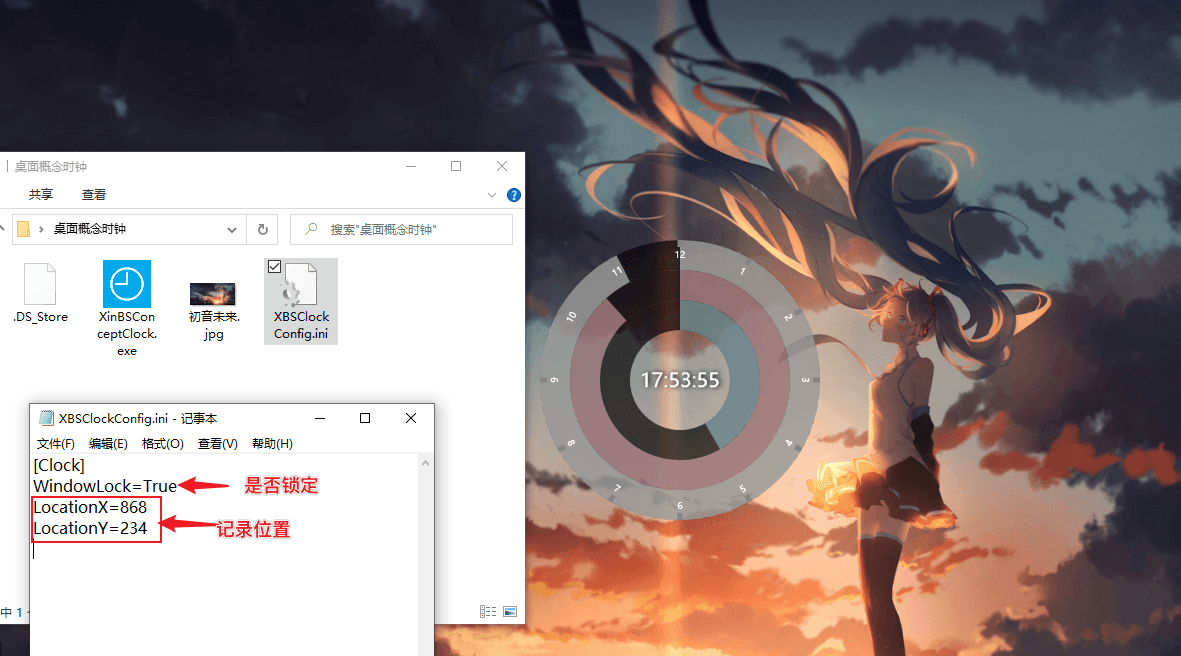 桌面概念时钟
共享 查看
桌面概念时钟
搜索"桌面概念时钟"
.DS_Store
XinBSCon
ceptClock.
exe
初音未来.
jpg
XBSClock
Config.ini
XBSClockConfig.ini - 记事本
文件(F) 编辑(E) 格式(O) 查看(V) 帮助(H)
[Clock]
WindowLock=True
是否锁定
LocationX=868
LocationY=234
记录位置
中 1
12
1
2
3
4
5
6
7
8
9
10
11
17:53:55